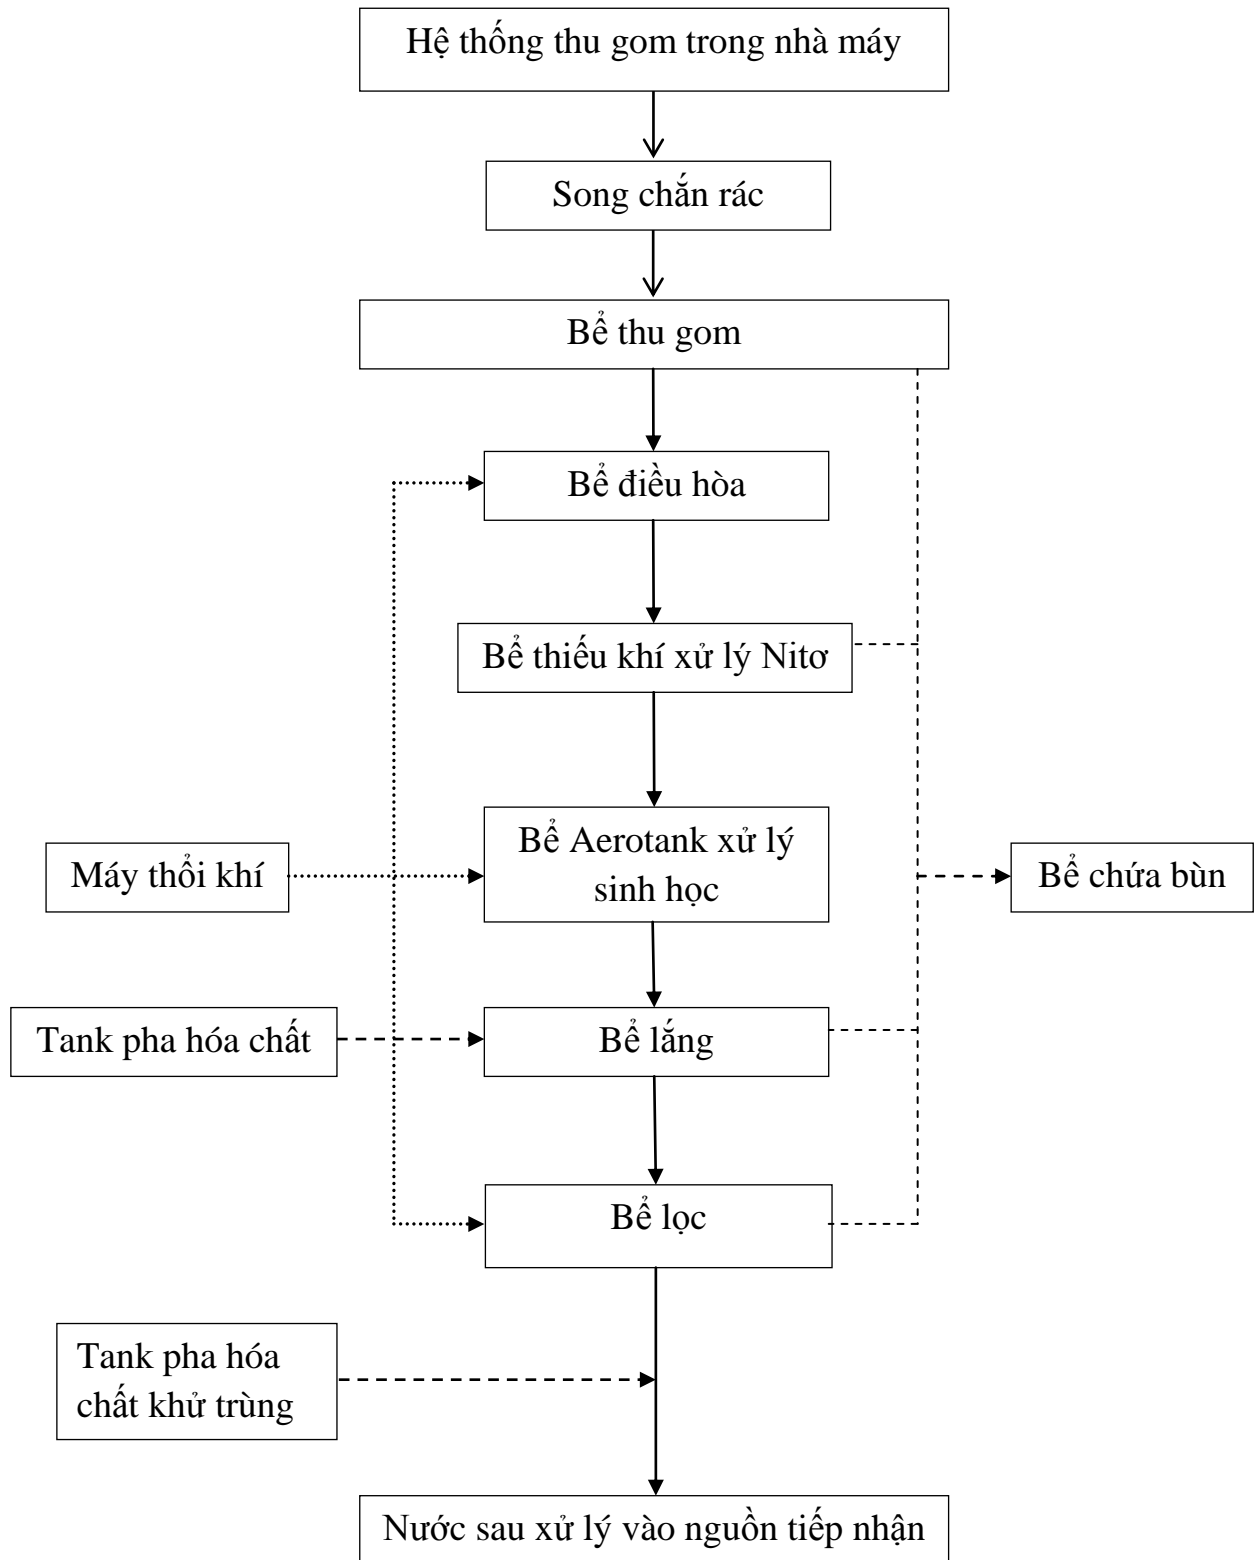 Hệ thống thu gom trong nhà máy
Song chắn rác
Bể thu gom
Bể điều hòa
Bể thiếu khí xử lý Nitơ
Bể Aerotank xử lý
sinh học
Máy thổi khí
Bể chứa bùn
Tank pha hóa chất
Bể lắng
Bể lọc
Tank pha hóa
chất khử trùng
Nước sau xử lý vào nguồn tiếp nhận